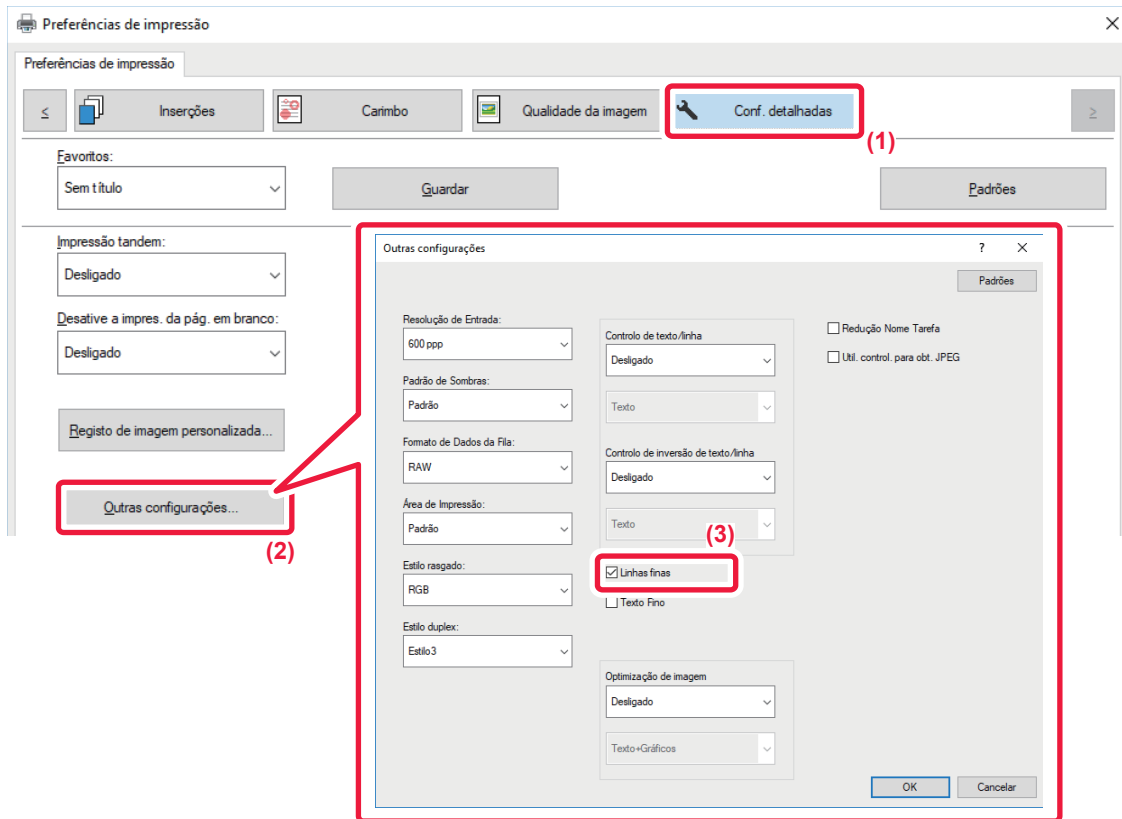 Preferências de impressão
Preferências de impressão
<
Inserções
Carimbo
Qualidade da imagem
Conf. detalhadas
>
(1)
Favoritos:
Sem título
Guardar
Padrões
Impressão tandem:
Desligado
Desative a impres. da pág. em branco:
Desligado
Registo de imagem personalizada...
Outras configurações...
(2)
Outras configurações
?
Padrões
Resolução de Entrada:
600 ppp
Padrão de Sombras:
Padrão
Formato de Dados da Fila:
RAW
Área de Impressão:
Padrão
Estilo rasgado:
RGB
Estilo duplex:
Estilo3
Controlo de texto/linha
Desligado
Texto
Controlo de inversão de texto/linha
Desligado
Texto
(3)
Linhas finas
Texto Fino
Optimização de imagem
Desligado
Texto+Gráficos
Redução Nome Tarefa
Util. control. para obt. JPEG
OK
Cancelar